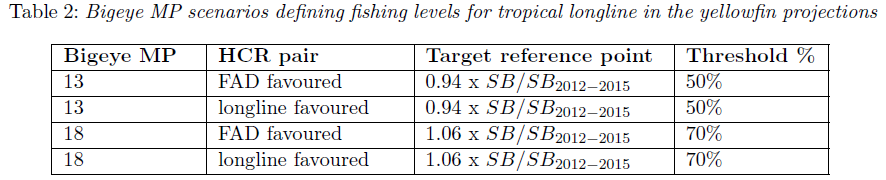 Table 2: Bigeye MP scenarios defining fishing levels for tropical longline in the yellowfin projections
Bigeye MP HCR pair Target reference point Threshold %
13 FAD favoured 0.94 x SB/SB2012−2015 50%
13 longline favoured 0.94 x SB/SB2012−2015 50%
18 FAD favoured 1.06 x SB/SB2012−2015 70%
18 longline favoured 1.06 x SB/SB2012−2015 70%